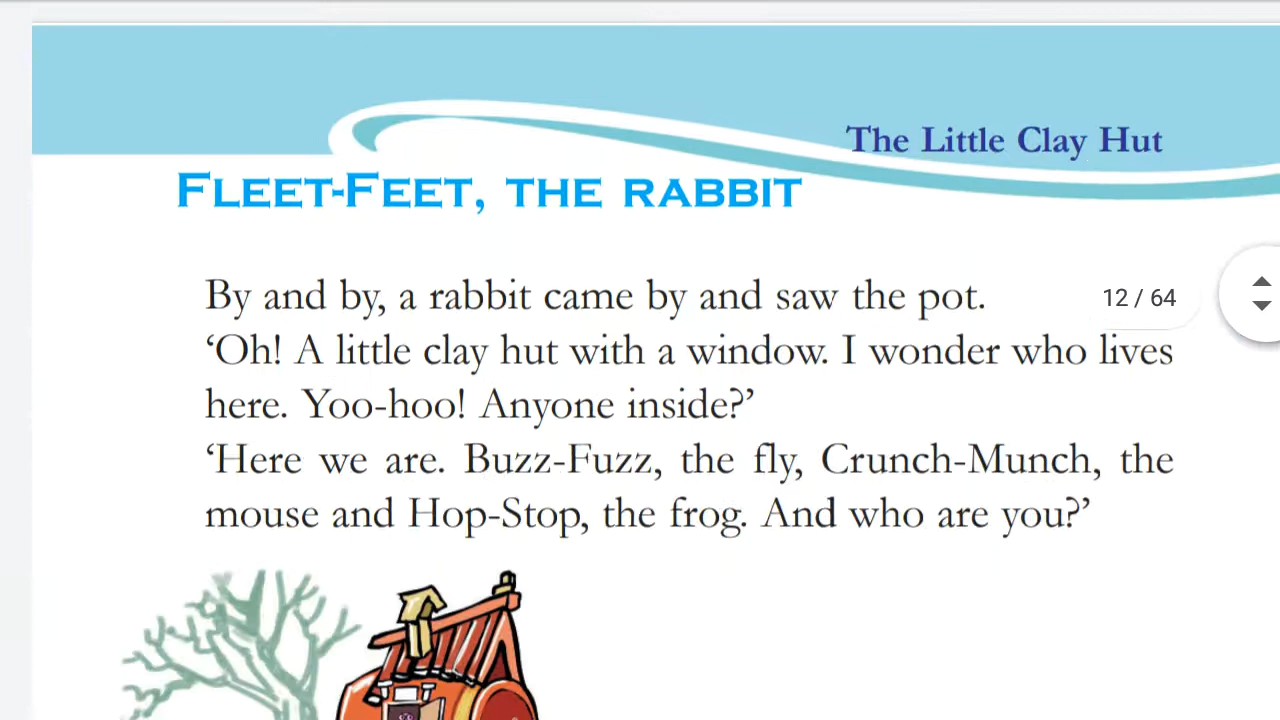 The Little Clay Hut
FLEET-FEET, THE RABBIT
By and by, a rabbit came by and saw the pot.
12 / 64
‘Oh! A little clay hut with a window. I wonder who lives
here. Yoo-hoo! Anyone inside?’
‘Here we are. Buzz-Fuzz, the fly, Crunch-Munch, the
mouse and Hop-Stop, the frog. And who are you?’